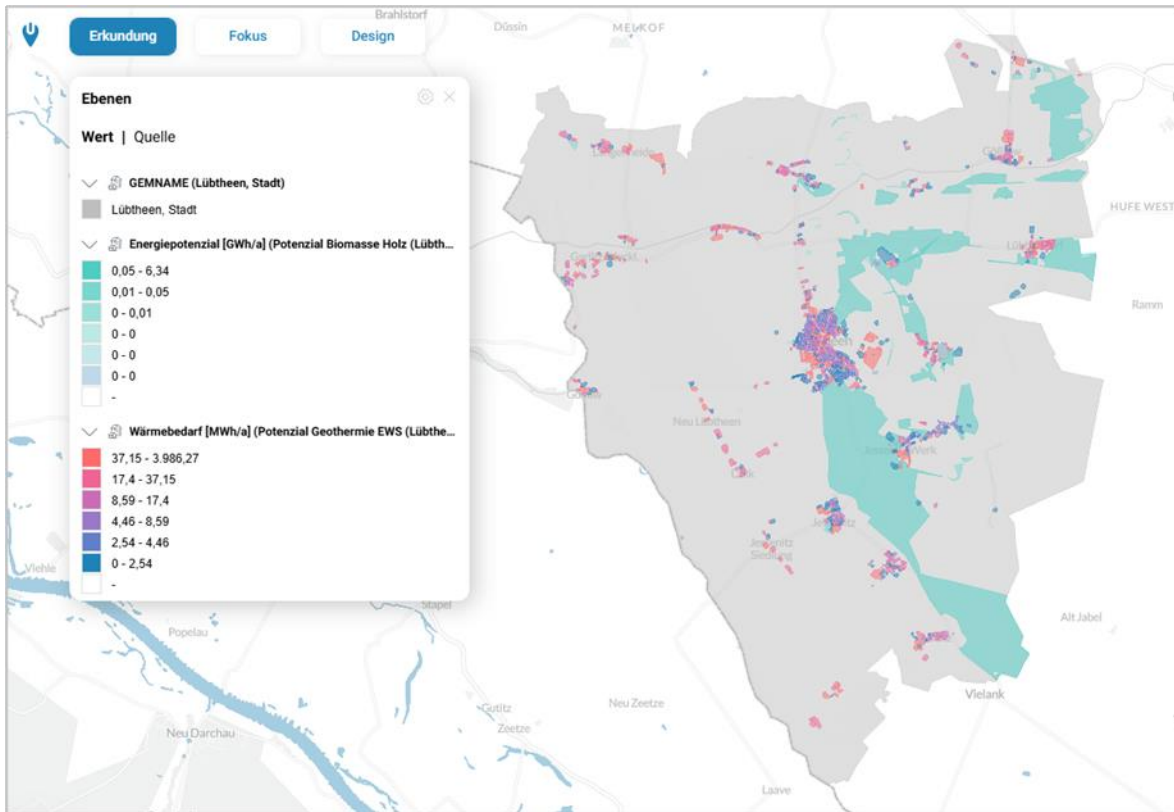 Brahlstorf
Düssin
MELKOF
Erkundung
Fokus
Design
Ebenen
Wert | Quelle
GEMNAME (Lübtheen, Stadt)
Lübtheen, Stadt
Energiepotenzial [GWh/a] (Potenzial Biomasse Holz (Lübth...
0,05 - 6,34
0,01 - 0,05
0 - 0,01
0 - 0
0 - 0
0 - 0
-
Wärmebedarf [MWh/a] (Potenzial Geothermie EWS (Lübthe...
37,15 - 3.986,27
17,4 - 37,15
8,59 - 17,4
4,46 - 8,59
2,54 - 4,46
0 - 2,54
-
HUFE WEST
Ramm
Neu Lübtheen
Jessenitz
Jessenitz
Siedlung
Viehle
Stapel
Popelau
Alt Jabel
Gutitz
Zeetze
Neu Zeetze
Vielank
Neu Darchau
Laave